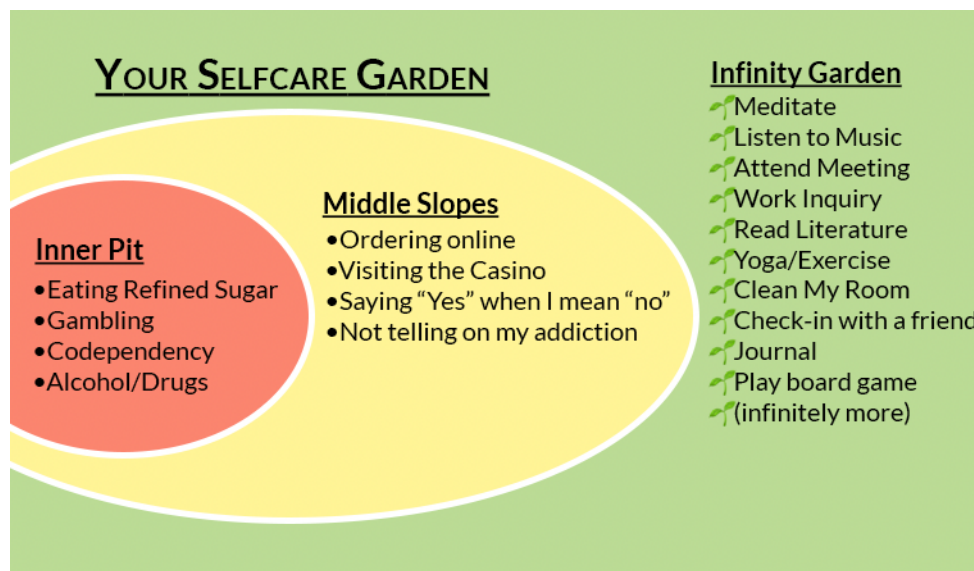 YOUR SELFCARE GARDEN
Inner Pit
•Eating Refined Sugar
•Gambling
•Codependency
•Alcohol/Drugs
Middle Slopes
•Ordering online
•Visiting the Casino
•Saying “Yes” when I mean “no”
•Not telling on my addiction
Infinity Garden
Meditate
Listen to Music
Attend Meeting
Work Inquiry
Read Literature
Yoga/Exercise
Clean My Room
Check-in with a friend
Journal
Play board game
(infinitely more)